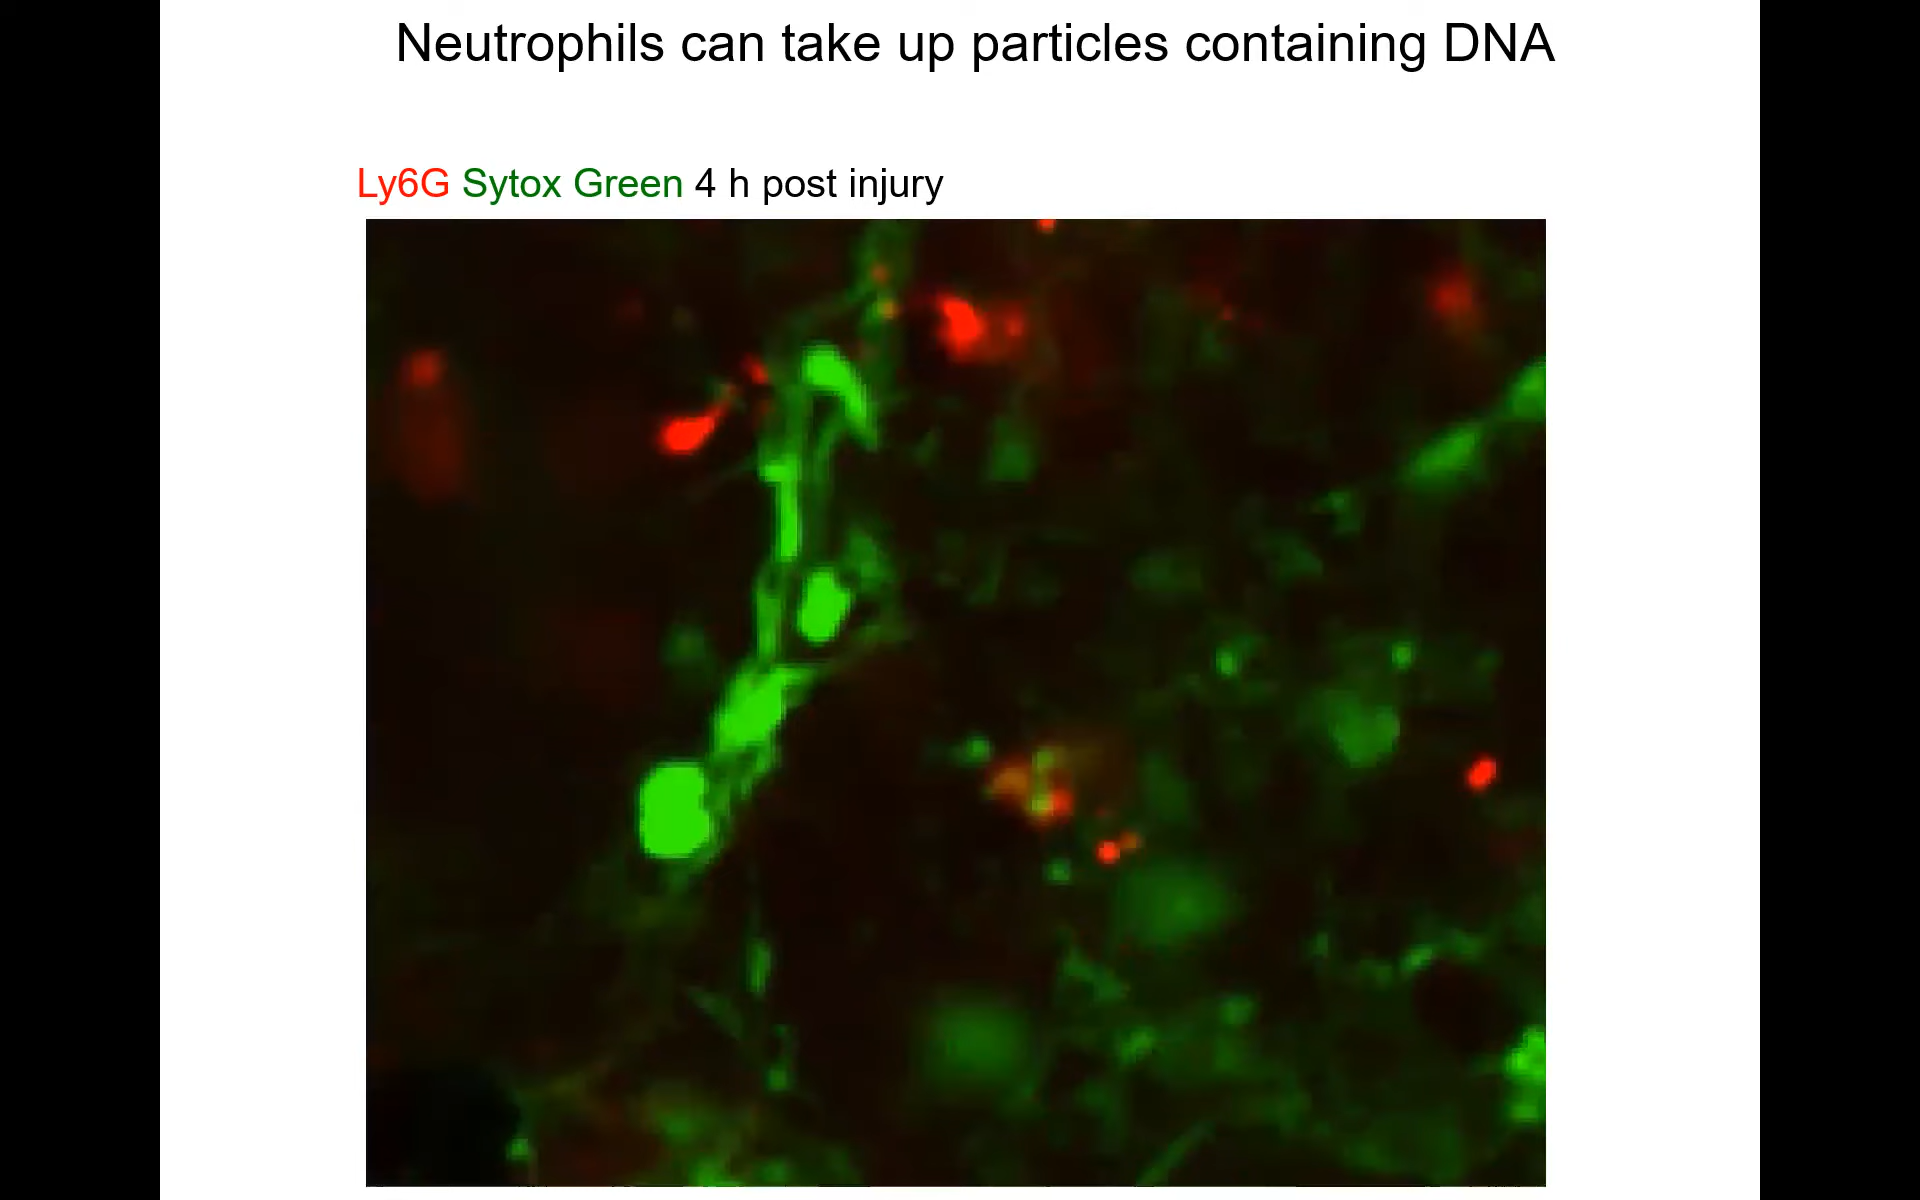 Neutrophils can take up particles containing DNA
Ly6G Sytox Green 4 h post injury